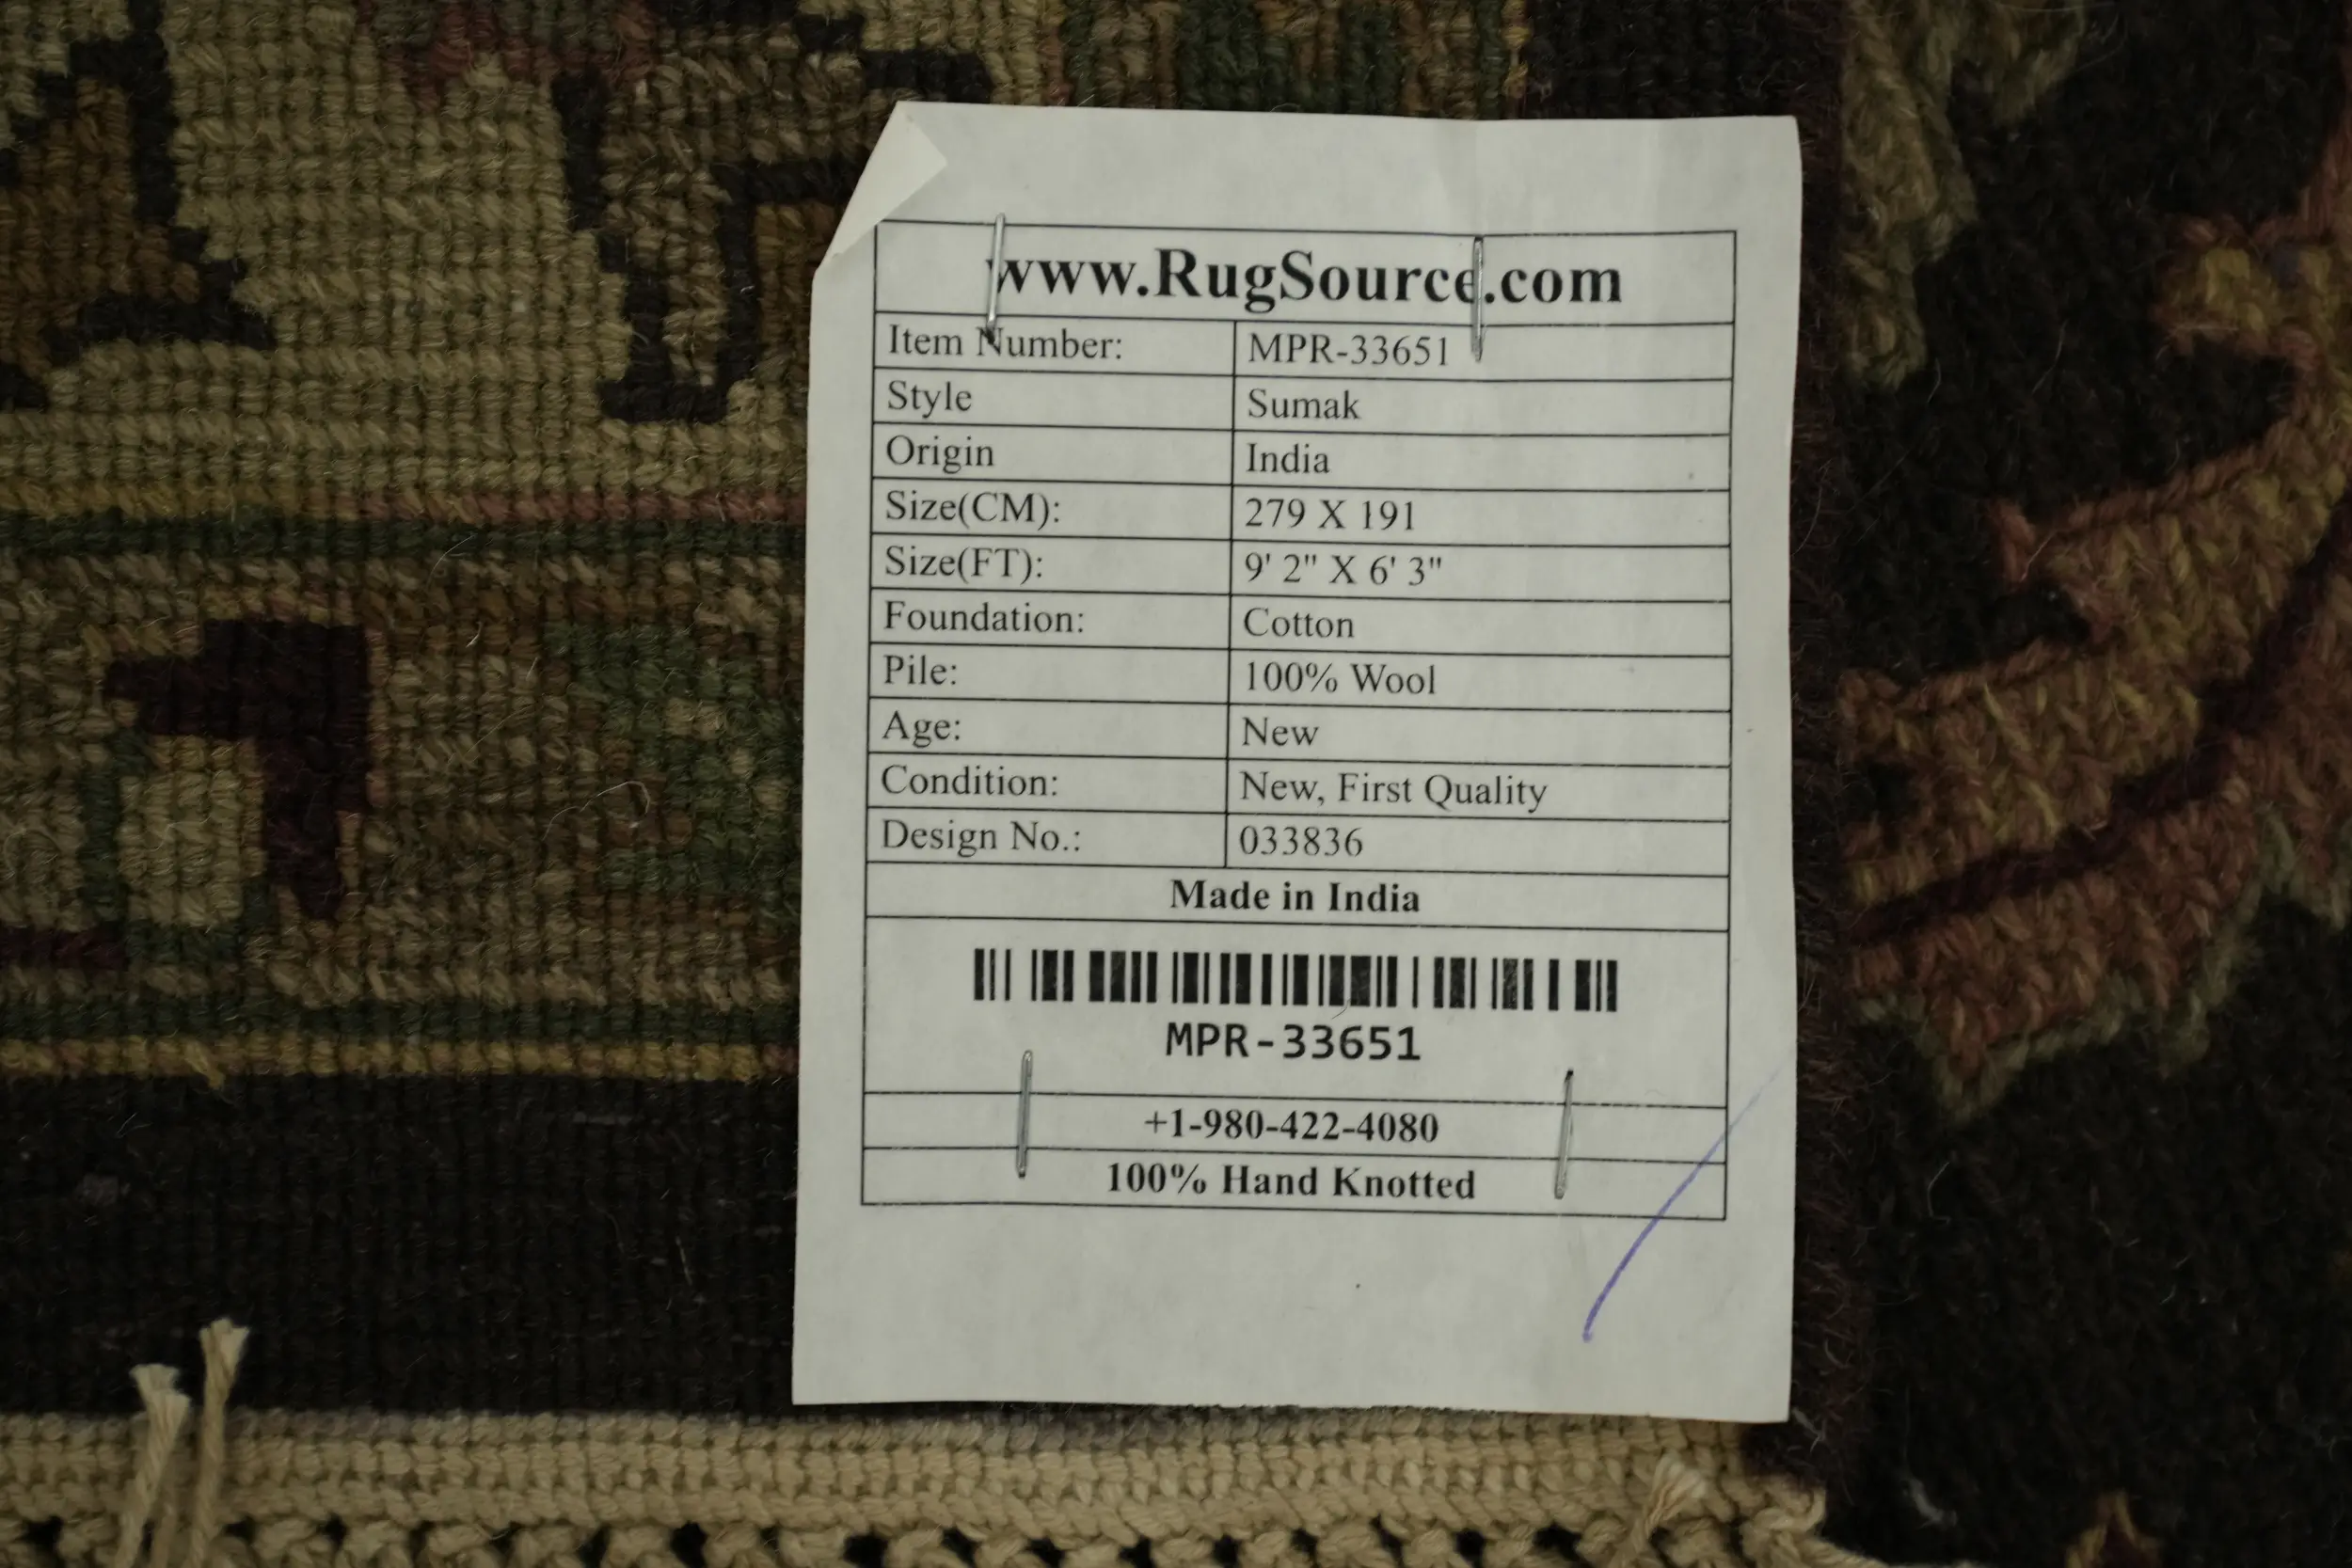 www.RugSource.com
Item Number: MPR-33651
Style Sumak
Origin India
Size(CM): 279 X 191
Size(FT): 9' 2" X 6' 3"
Foundation: Cotton
Pile: 100% Wool
Age: New
Condition: New, First Quality
Design No.: 033836
Made in India
MPR-33651
+1-980-422-4080
100% Hand Knotted